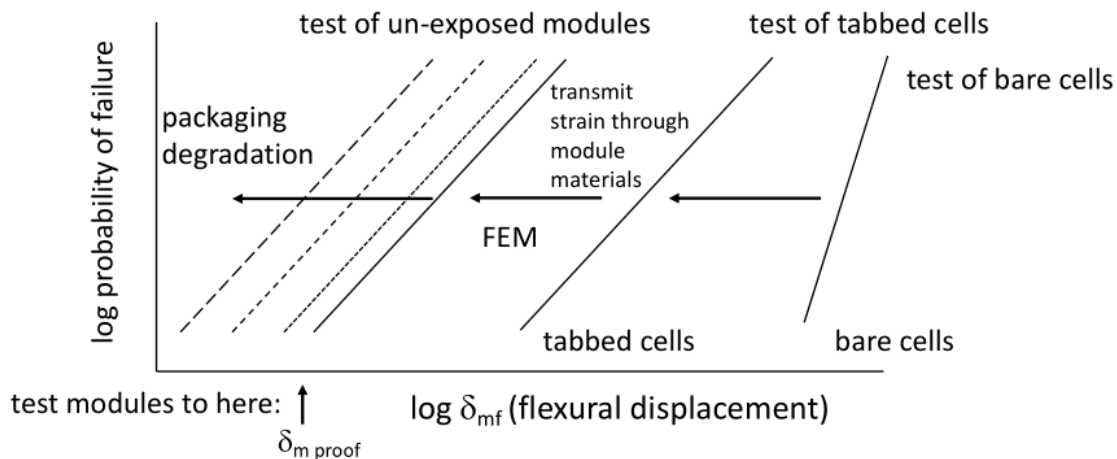 test of un-exposed modules
test of tabbed cells
test of bare cells
packaging
degradation
transmit
strain through
module
materials
FEM
log probability of failure
tabbed cells
bare cells
test modules to here:
δm proof
log δmf (flexural displacement)